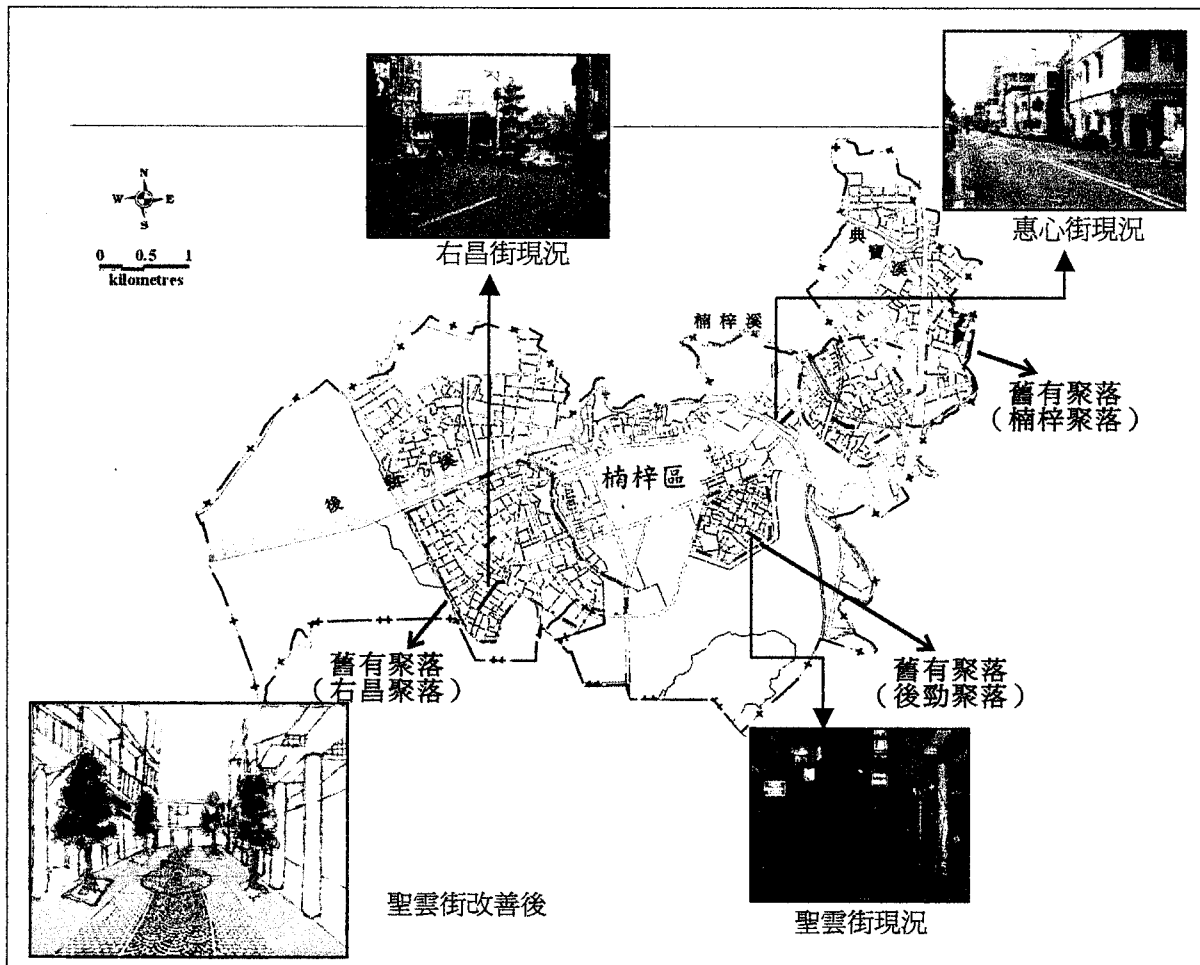 N
W E
S
0 0.5 1
kilometres
右昌街現況
惠心街現況
典寶溪
楠梓溪
舊有聚落
（楠梓聚落）
楠梓區
後勁溪
舊有聚落
（右昌聚落）
舊有聚落
（後勁聚落）
聖雲街改善後
聖雲街現況